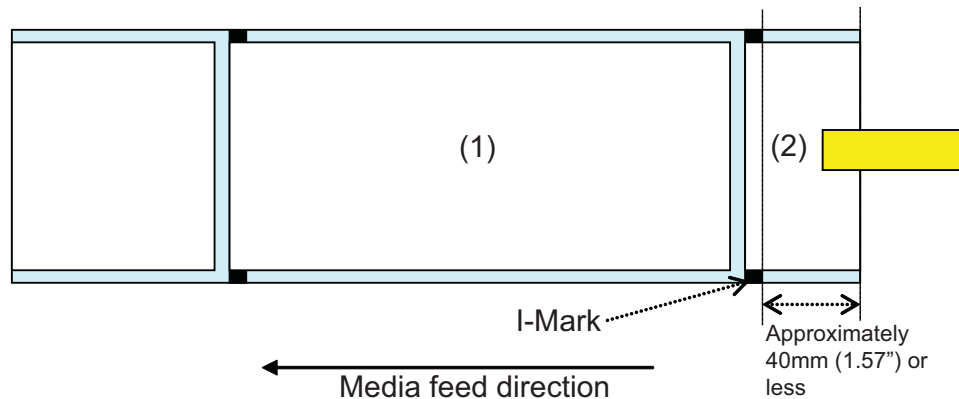 (1)
(2)
I-Mark
Approximately
40mm (1.57”) or
less
Media feed direction